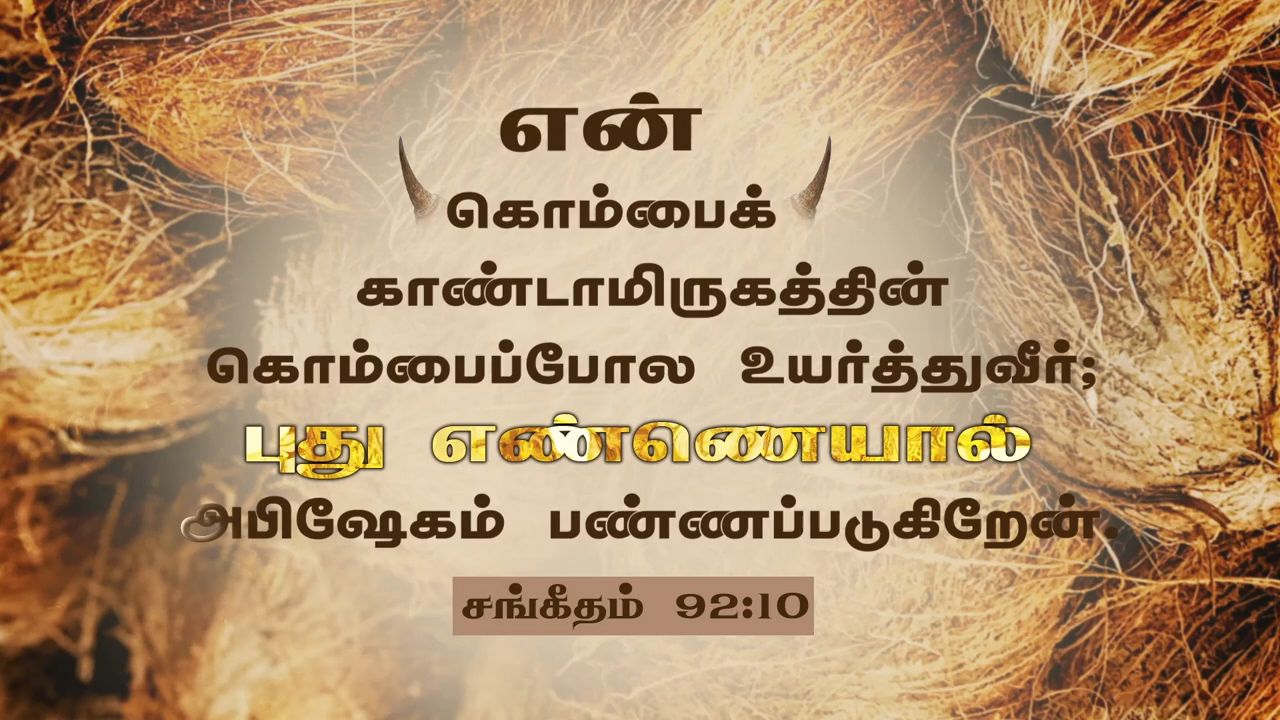 என்
கொம்பைக்
காண்டாமிருகத்தின்
கொம்பைப்போல உயர்த்துவீர்;
புது எண்ணெயால்
அபிஷேகம் பண்ணப்படுகிறேன்.
சங்கீதம் 92:10